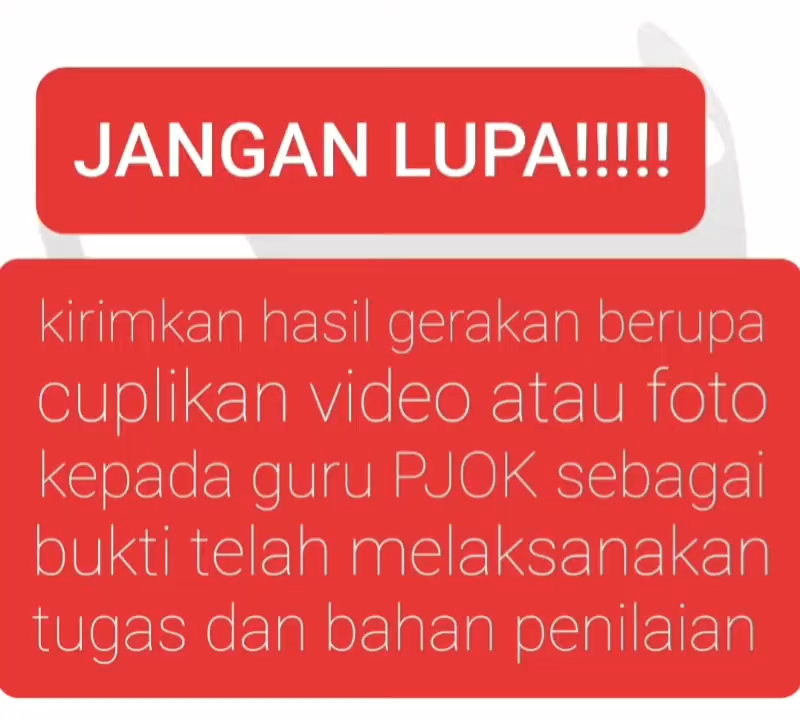 JANGAN LUPA!!!!!
kirimkan hasil gerakan berupa
cuplikan video atau foto
kepada guru PJOK sebagai
bukti telah melaksanakan
tugas dan bahan penilaian